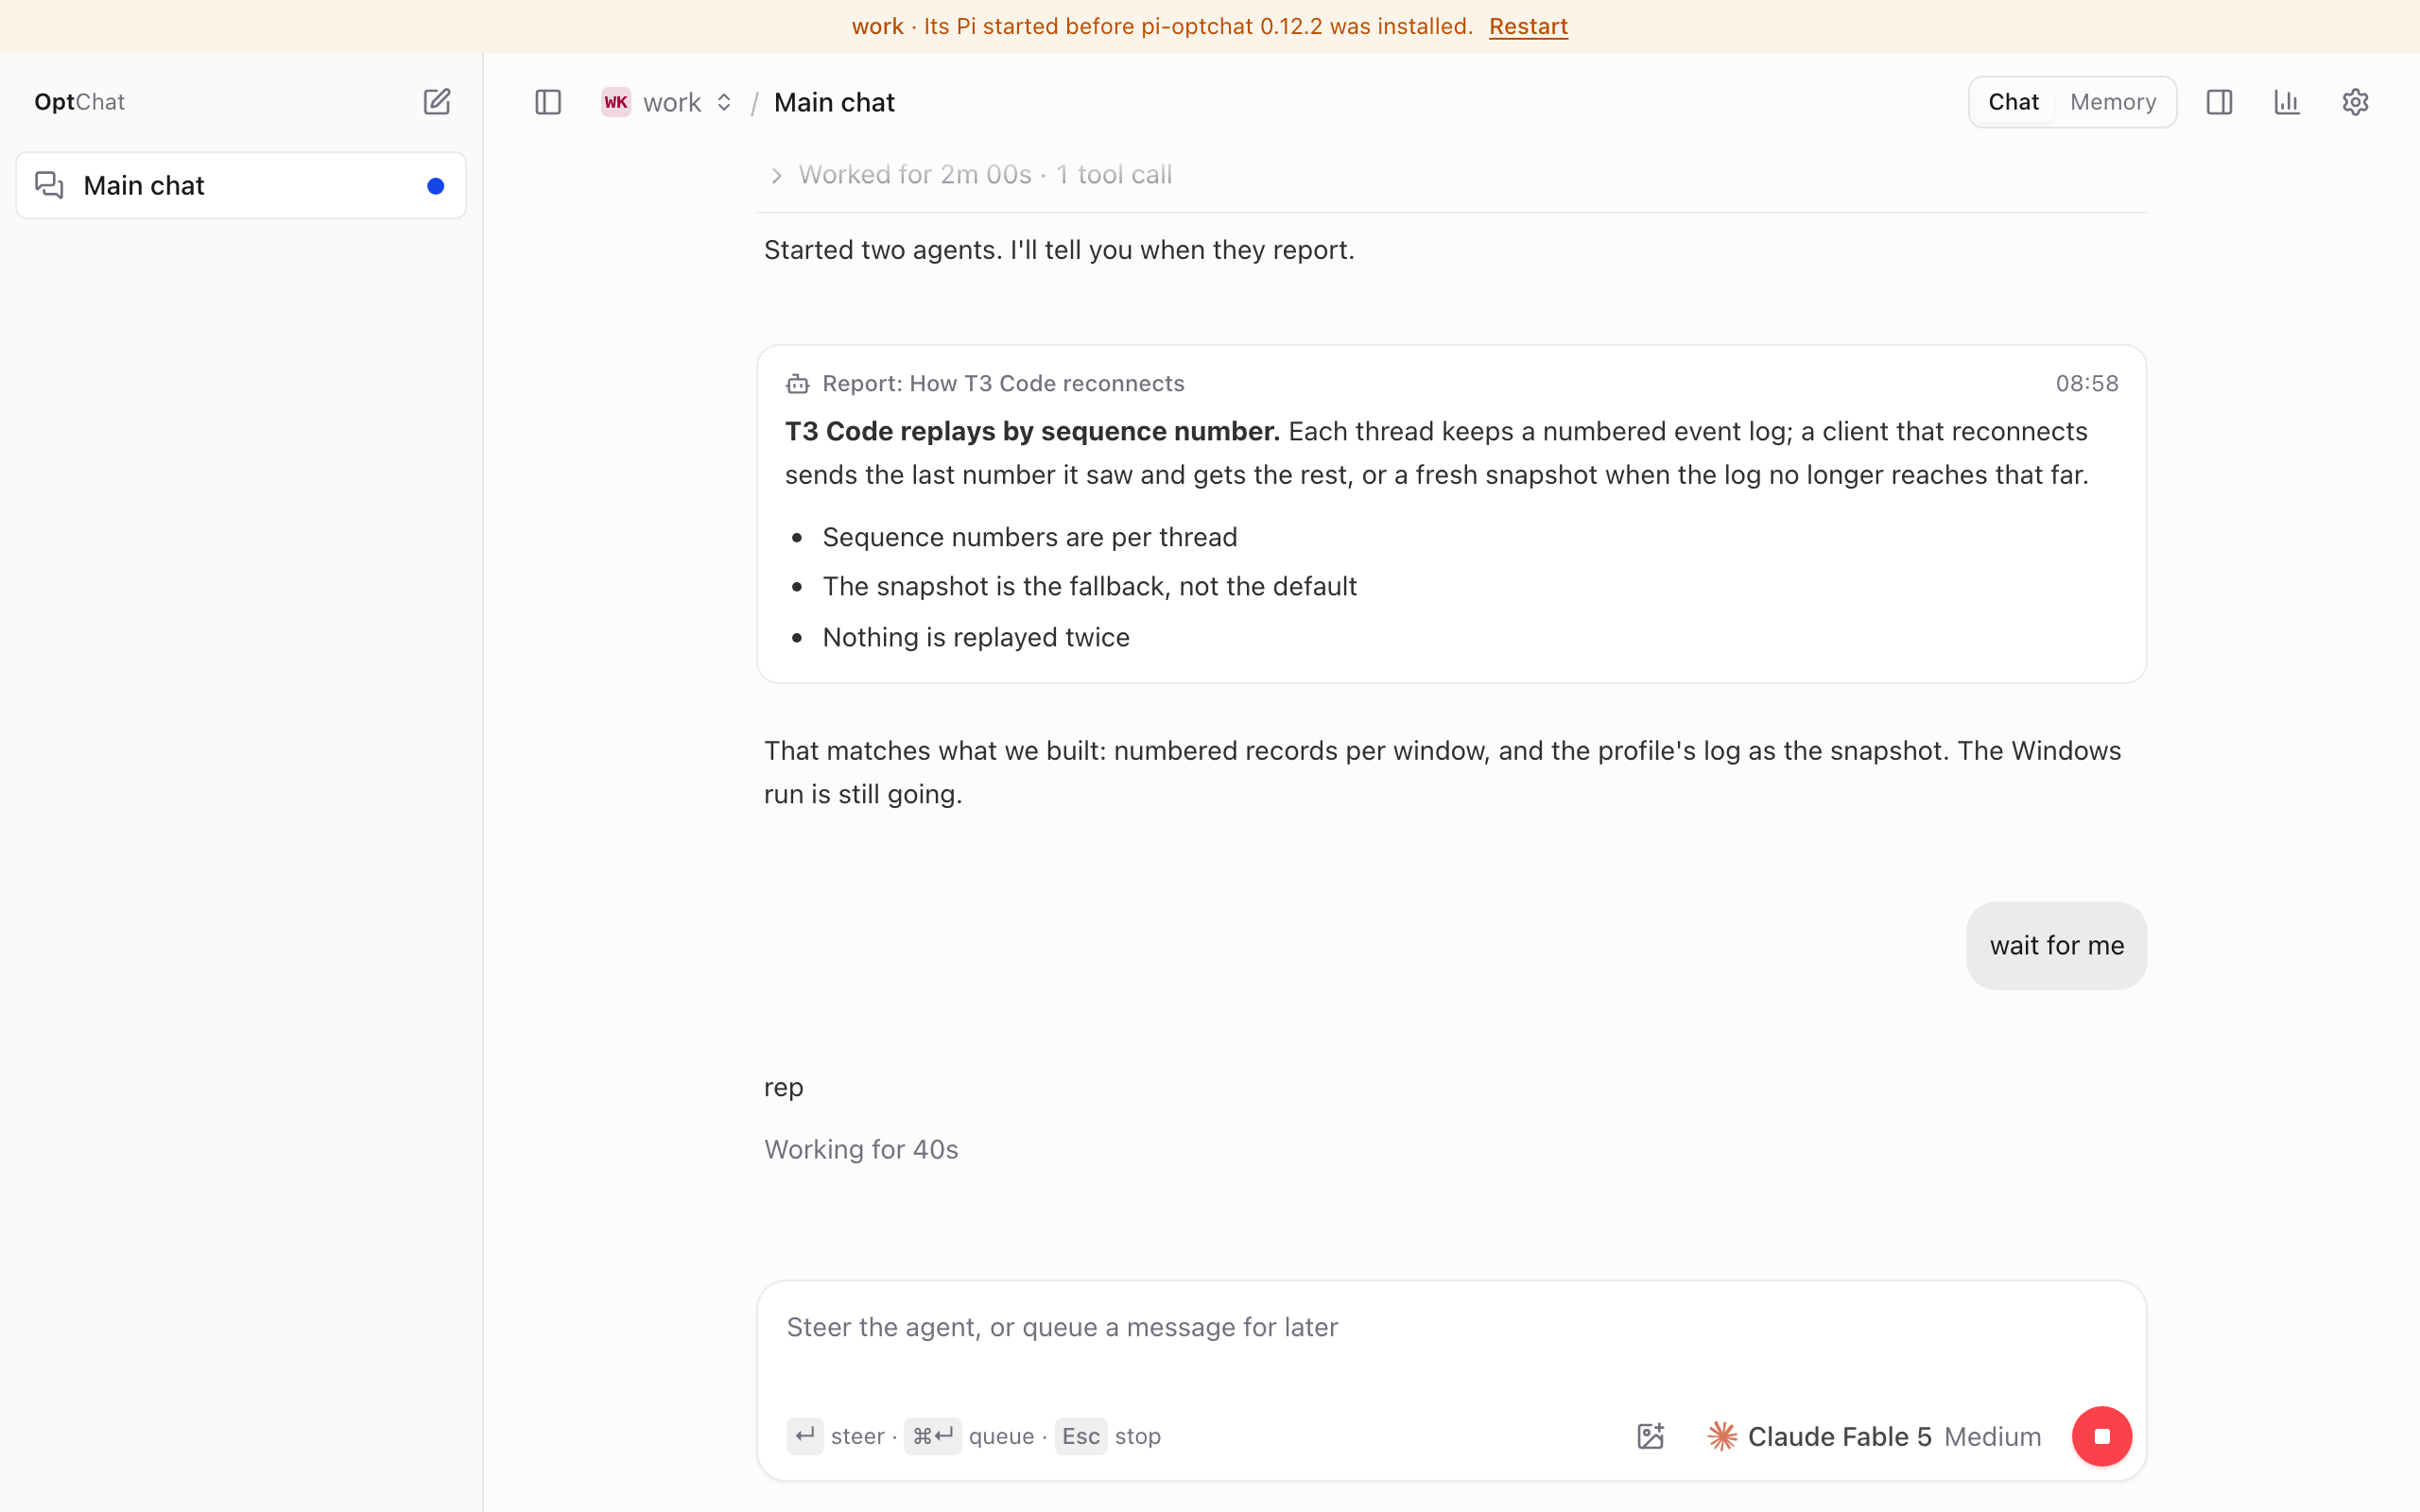 work · Its Pi started before pi-optchat 0.12.2 was installed. Restart
OptChat
Main chat
WK work / Main chat
Chat Memory
Worked for 2m 00s · 1 tool call
Started two agents. I'll tell you when they report.
Report: How T3 Code reconnects 08:58
T3 Code replays by sequence number. Each thread keeps a numbered event log; a client that reconnects
sends the last number it saw and gets the rest, or a fresh snapshot when the log no longer reaches that far.
• Sequence numbers are per thread
• The snapshot is the fallback, not the default
• Nothing is replayed twice
That matches what we built: numbered records per window, and the profile's log as the snapshot. The Windows
run is still going.
wait for me
rep
Working for 40s
Steer the agent, or queue a message for later
↵ steer · ⌘↵ queue · Esc stop
Claude Fable 5 Medium